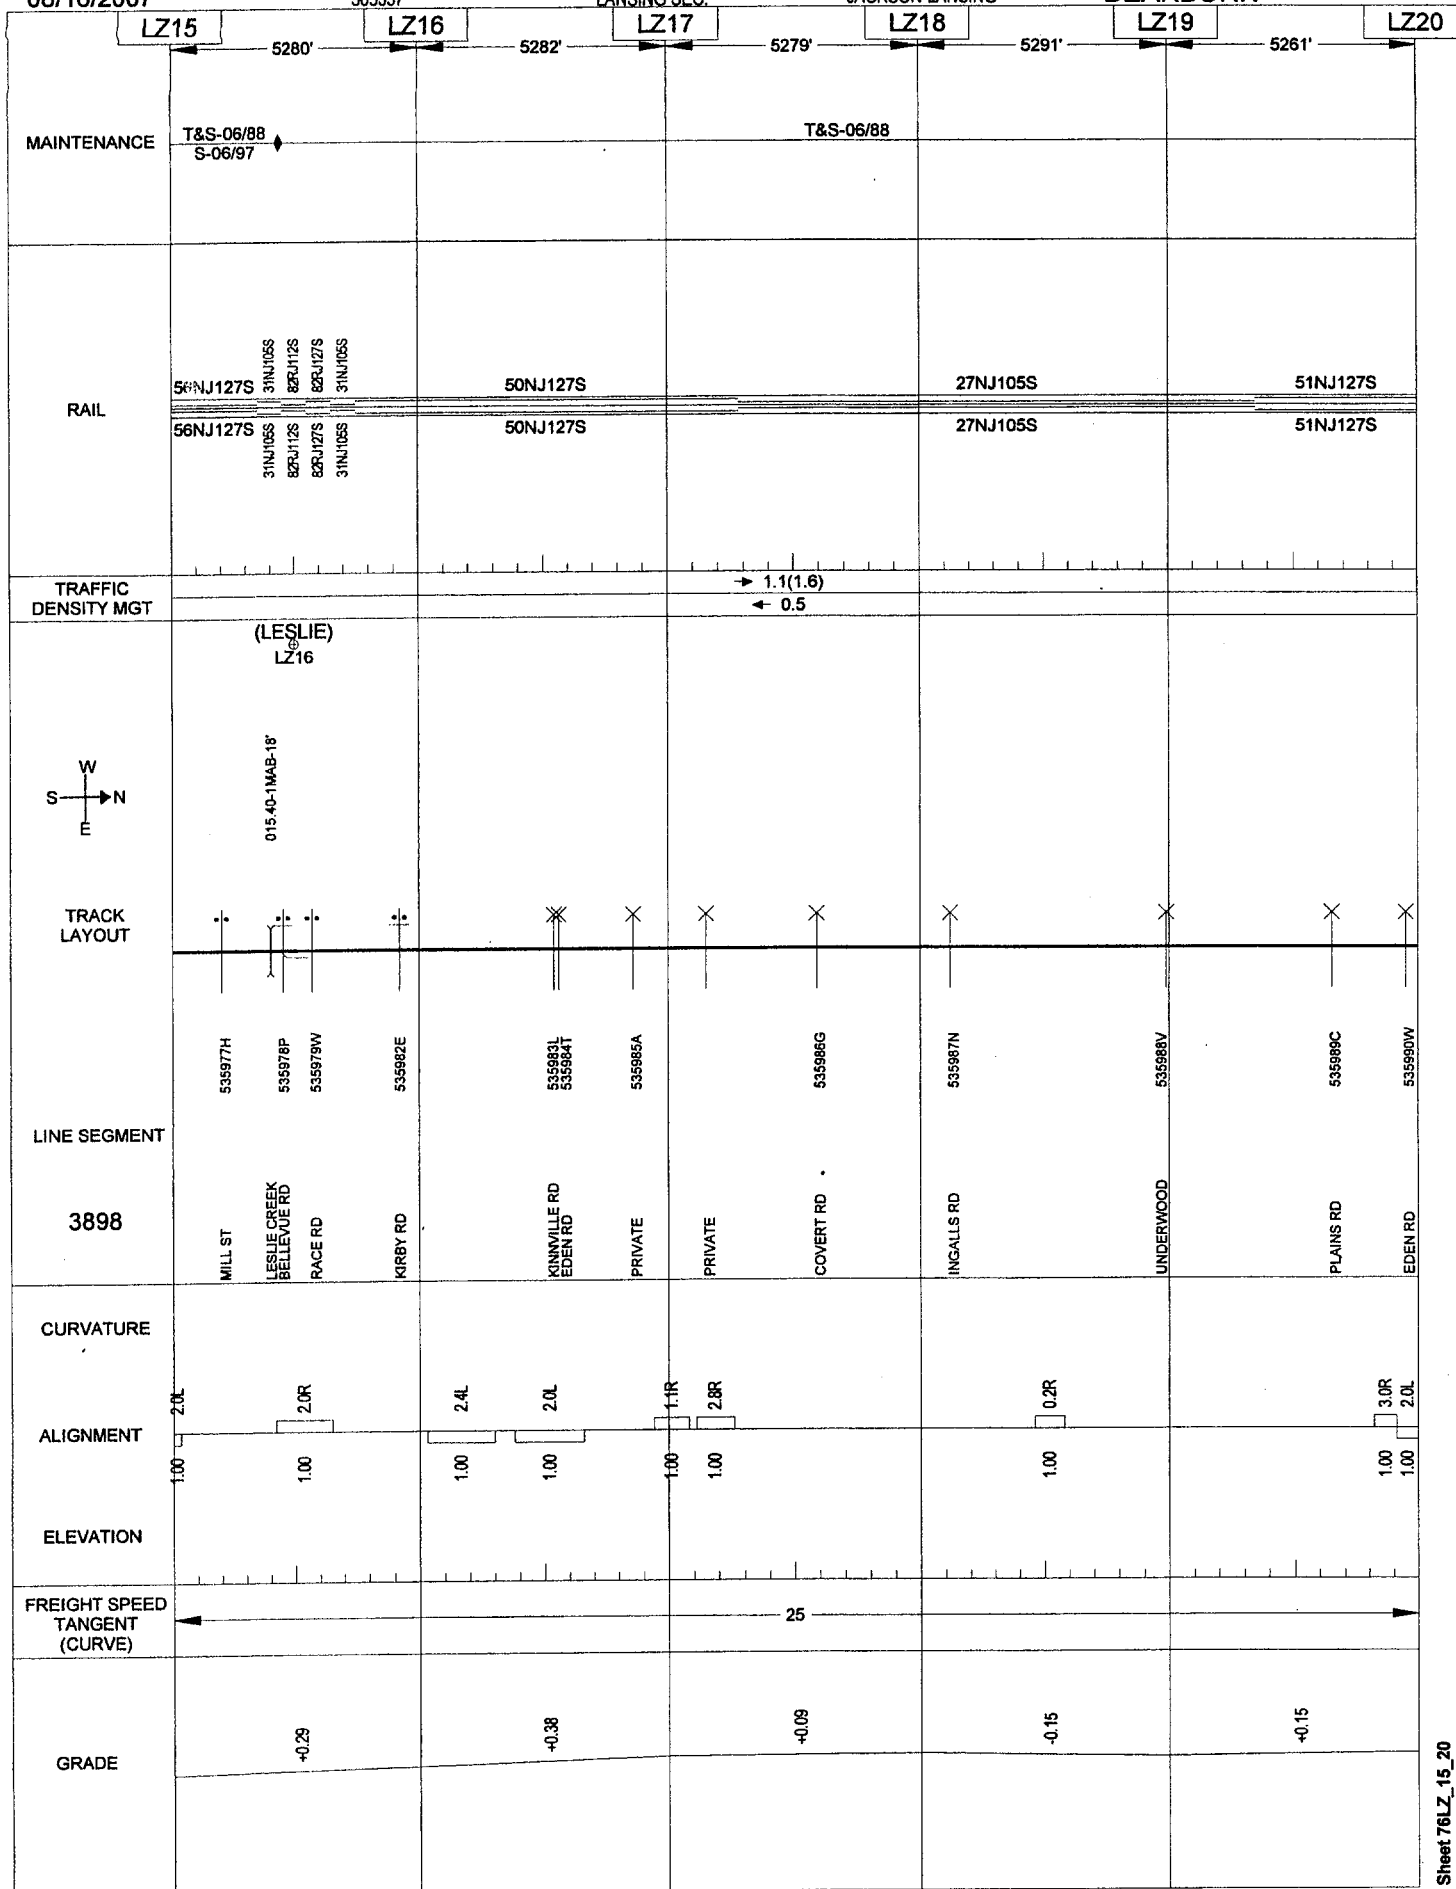 LANSING SEC.
LZ15 LZ16 LZ17 LZ18 LZ19 LZ20
5280' 5282' 5279' 5291' 5261'
MAINTENANCE
T&S-06/88 T&S-06/88
S-06/97
RAIL
31NJ105S 82RJ112S 82RJ127S 31NJ105S
NJ127S 50NJ127S 27NJ105S 51NJ127S
56NJ127S 50NJ127S 27NJ105S 51NJ127S
31NJ105S 82RJ112S 82RJ127S 31NJ105S
TRAFFIC
DENSITY MGT
→ 1.1(1.6)
← 0.5
(LESLIE)
LZ16
015.40-1MAB-18'
W
S N
E
TRACK
LAYOUT
535977H 535978P 535979W 535982E 535983L 535984T 535985A 535986G 535987N 535988V 535989C 535990W
LINE SEGMENT
3898
MILL ST
LESLIE CREEK
BELLEVUE RD
RACE RD
KIRBY RD
KINNVILLE RD
EDEN RD
PRIVATE
PRIVATE
COVERT RD
INGALLS RD
UNDERWOOD
PLAINS RD
EDEN RD
CURVATURE
2.0L 2.0R 2.4L 2.0L 1.1R 2.8R 0.2R 3.0R 2.0L
ALIGNMENT
1.00 1.00 1.00 1.00 1.00 1.00 1.00 1.00 1.00
ELEVATION
FREIGHT SPEED
TANGENT
(CURVE)
25
GRADE
+0.29 +0.38 +0.09 -0.15 +0.15
Sheet 76LZ_15_20